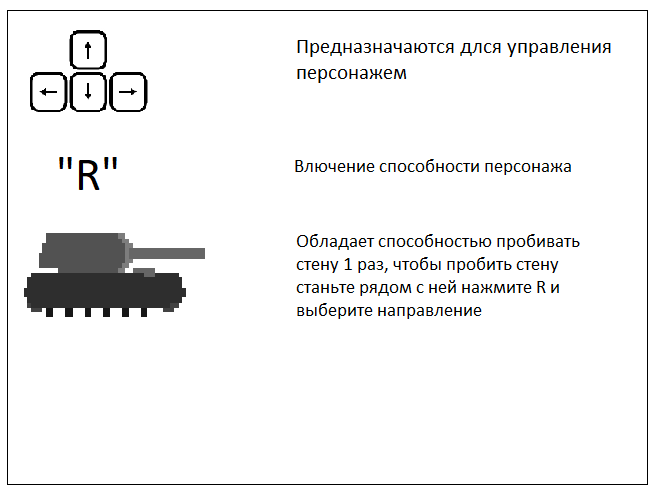 Предназначаются длся управления
персонажем
"R"
Влючение способности персонажа
Обладает способностью пробивать
стену 1 раз, чтобы пробить стену
станьте рядом с ней нажмите R и
выберите направление